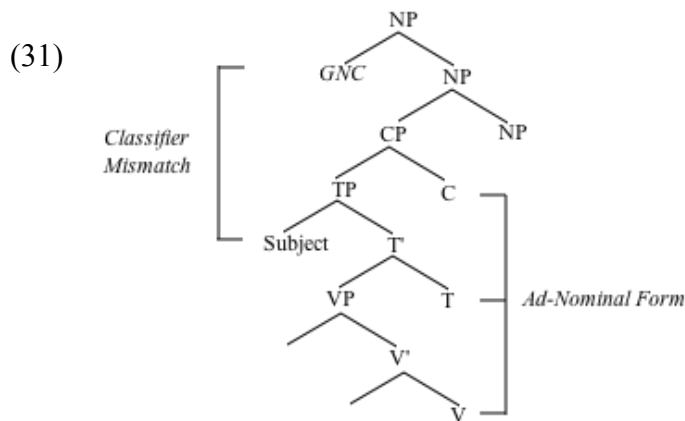 NP
(31)
GNC NP
Classifier
Mismatch
CP NP
TP C
Subject T'
VP T
Ad-Nominal Form
V'
V